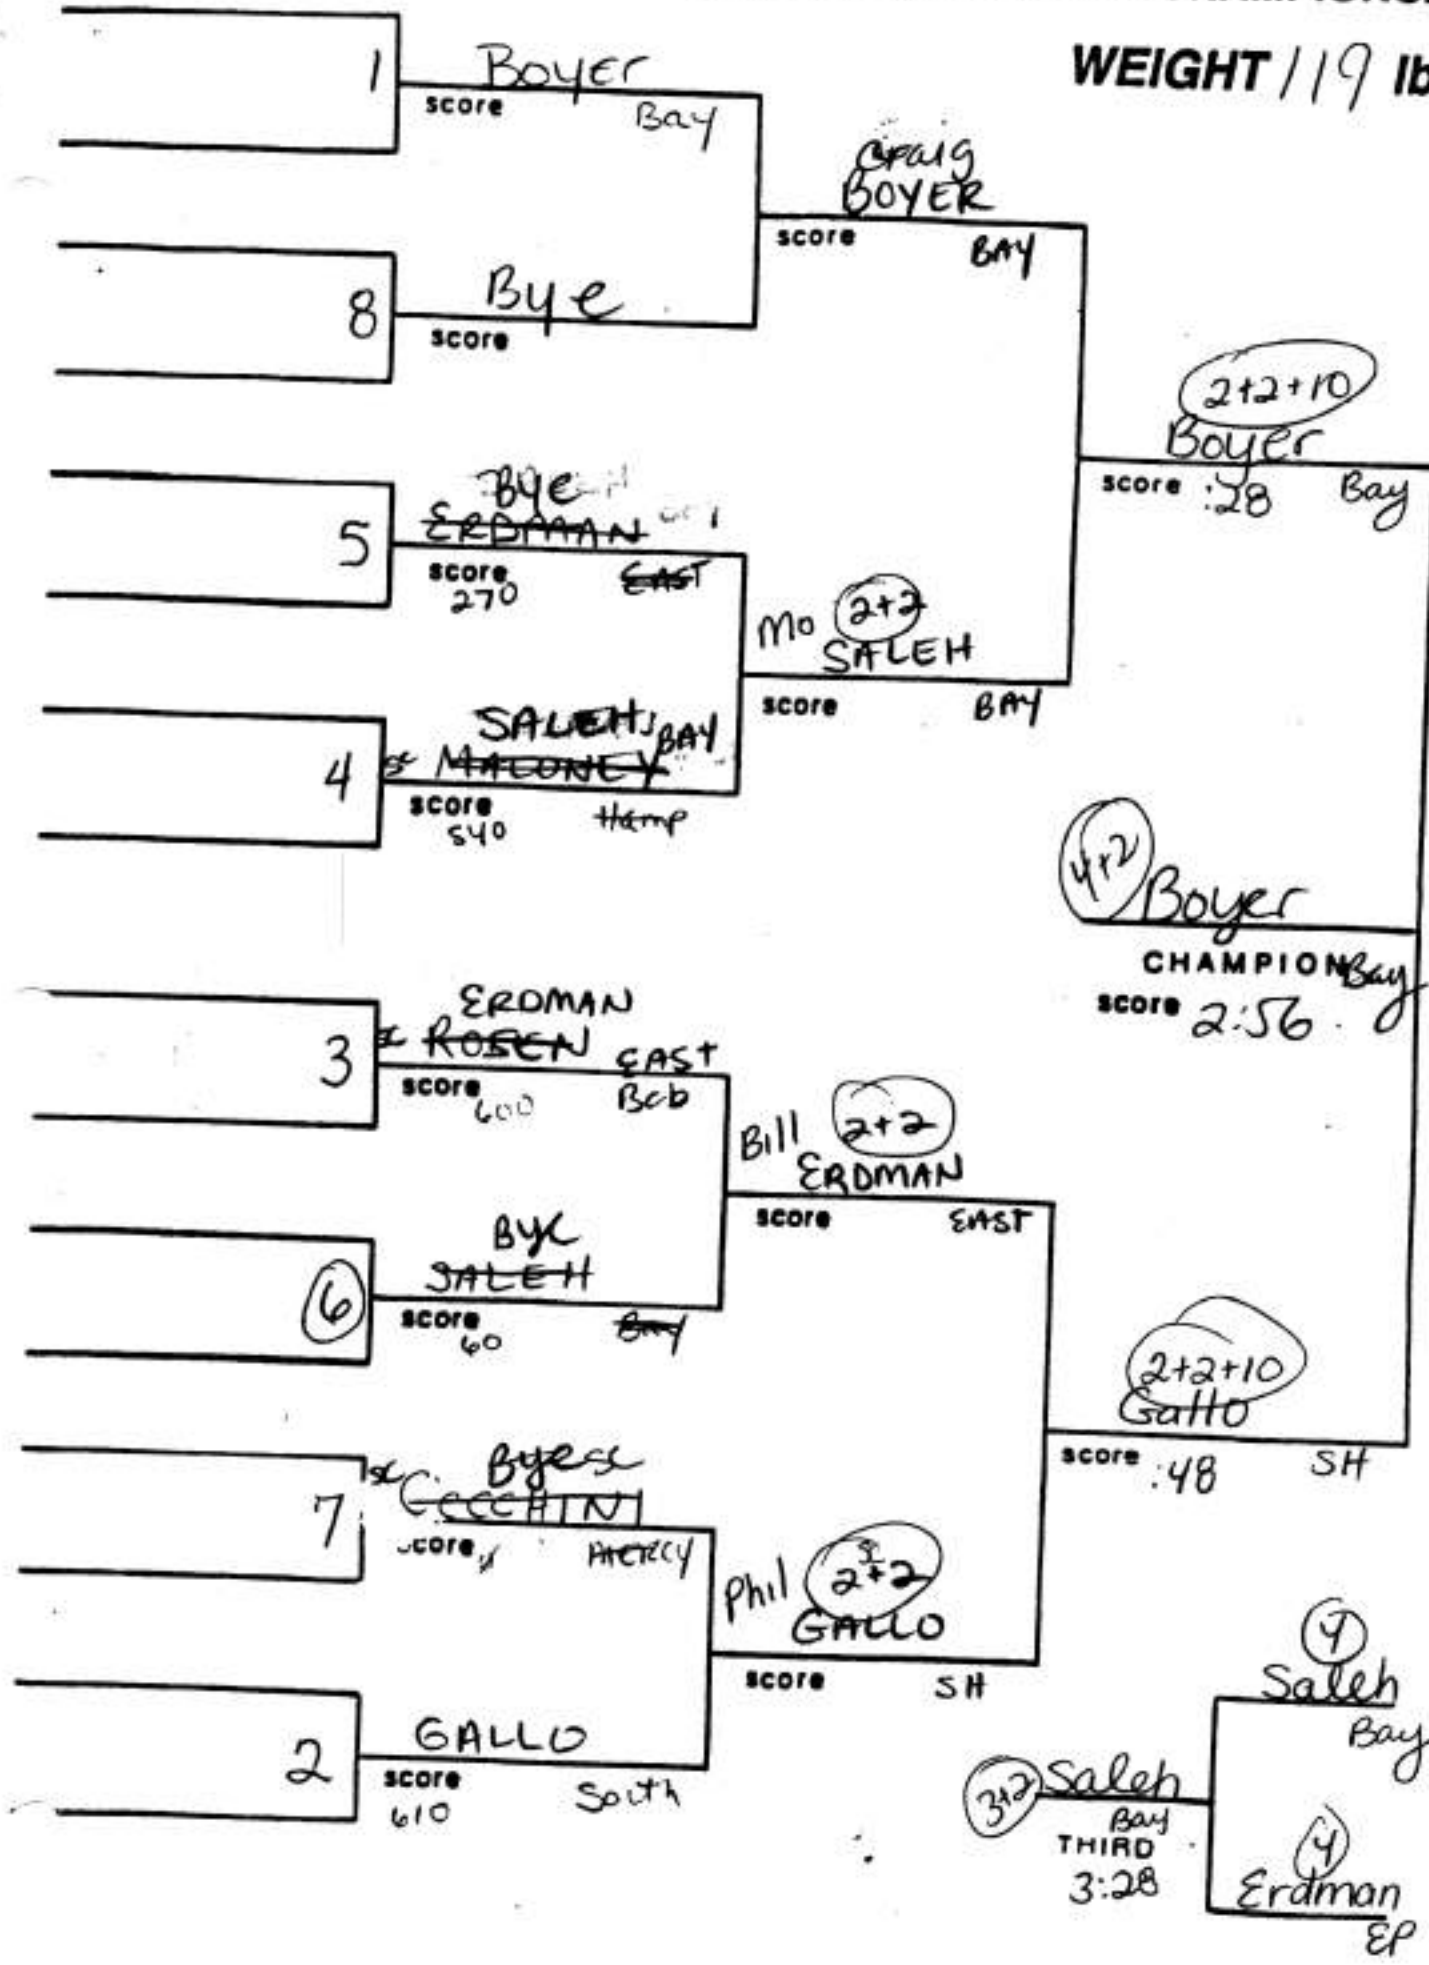 WEIGHT 119 lb
1 Boyer
score Bay
Craig
BOYER
score BAY
8 Bye
score
2+2+10
Boyer
score :28 Bay
Bye
5 ERDMAN
score EAST
270
Mo 2+2
SALEH
score BAY
SALEH BAY
4 MALONEY
score Hamp
540
4+2 Boyer
CHAMPION Bay
score 2:56
ERDMAN
3 ROSEN EAST
score
600
Bill 2+2
ERDMAN
score EAST
Bye
6 SALEH
score Bay
60
2+2+10
Gallo
score :48 SH
Bye
7
score MERCY
Phil 2+2
GALLO
score SH
2 GALLO
score South
610
4
Saleh
Bay
3+2 Saleh
Bay
THIRD
3:28
4
Erdman
EP